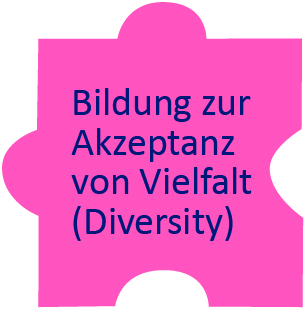 Bildung zur
Akzeptanz
von Vielfalt
(Diversity)